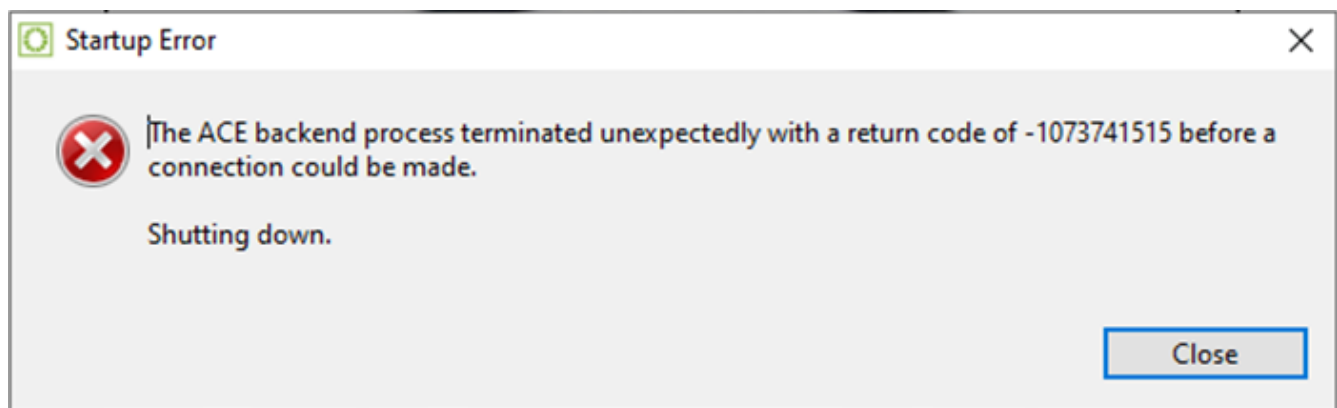 Startup Error
The ACE backend process terminated unexpectedly with a return code of -1073741515 before a
connection could be made.
Shutting down.
Close